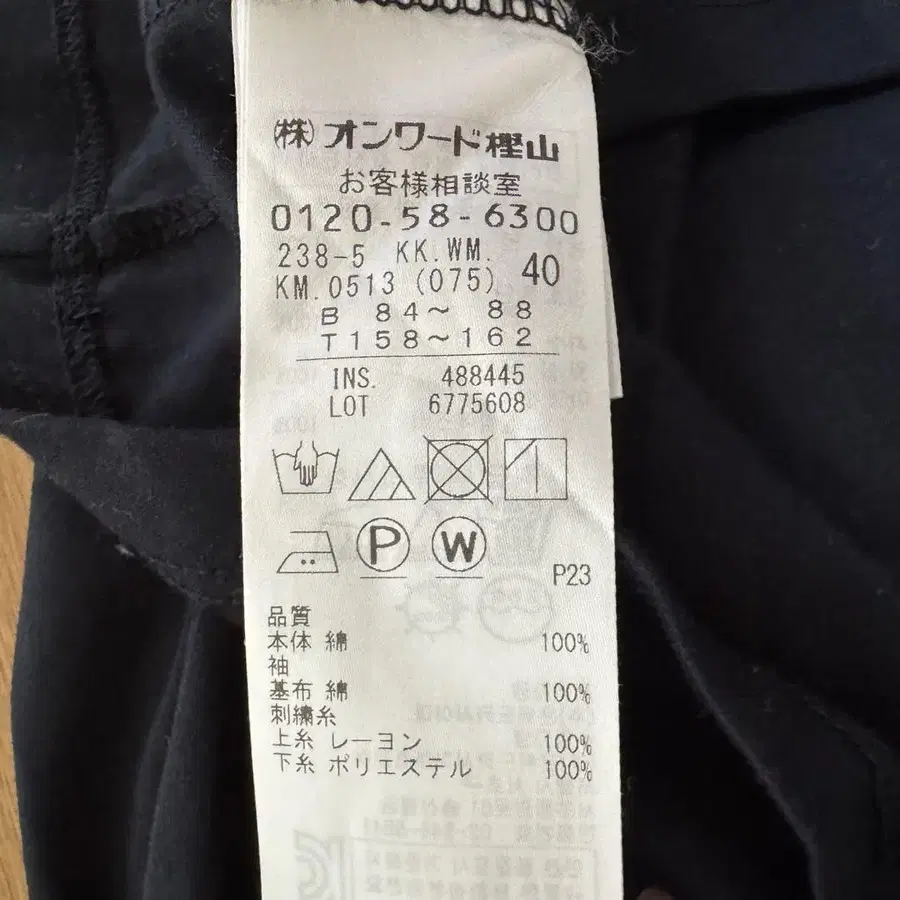 ㈱オンワード樫山
お客様相談室
0120-58-6300
238-5 KK.WM. 40
KM.0513 (075)
B 84～ 88
T158～162
INS. 488445
LOT 6775608
P W
P23
品質
本体 綿 100%
袖
基布 綿 100%
刺繍糸
上糸 レーヨン 100%
下糸 ポリエステル 100%